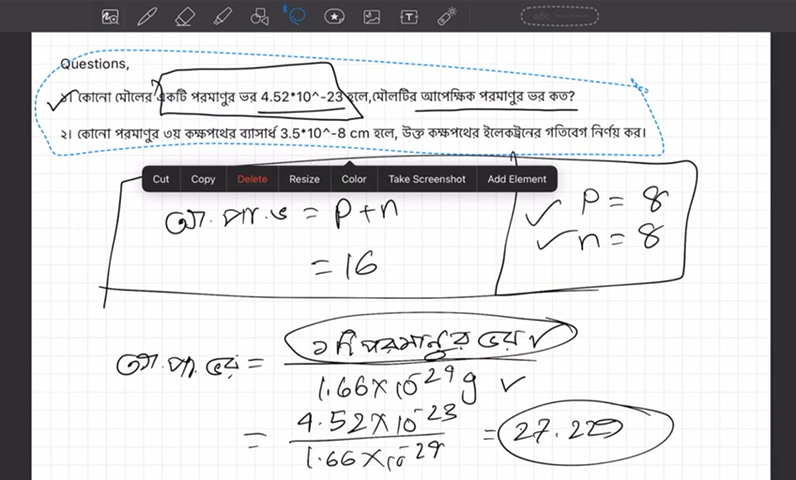 Questions,
১। কোনো মৌলের একটি পরমাণুর ভর 4.52*10^-23 হলে,মৌলটির আপেক্ষিক পরমাণুর ভর কত?
২। কোনো পরমাণুর ৩য় কক্ষপথের ব্যাসার্ধ 3.5*10^-8 cm হলে, উক্ত কক্ষপথের ইলেকট্রনের গতিবেগ নির্ণয় কর।
Cut Copy Delete Resize Color Take Screenshot Add Element
আ. পা. ভ = p+n
= 16
p = 8
n = 8
১ টি পরমাণুর ভর
আ. পা. ভর =
1.66×10^-24 g
= 4.52×10^-23
1.66×10^-24
= 27.22